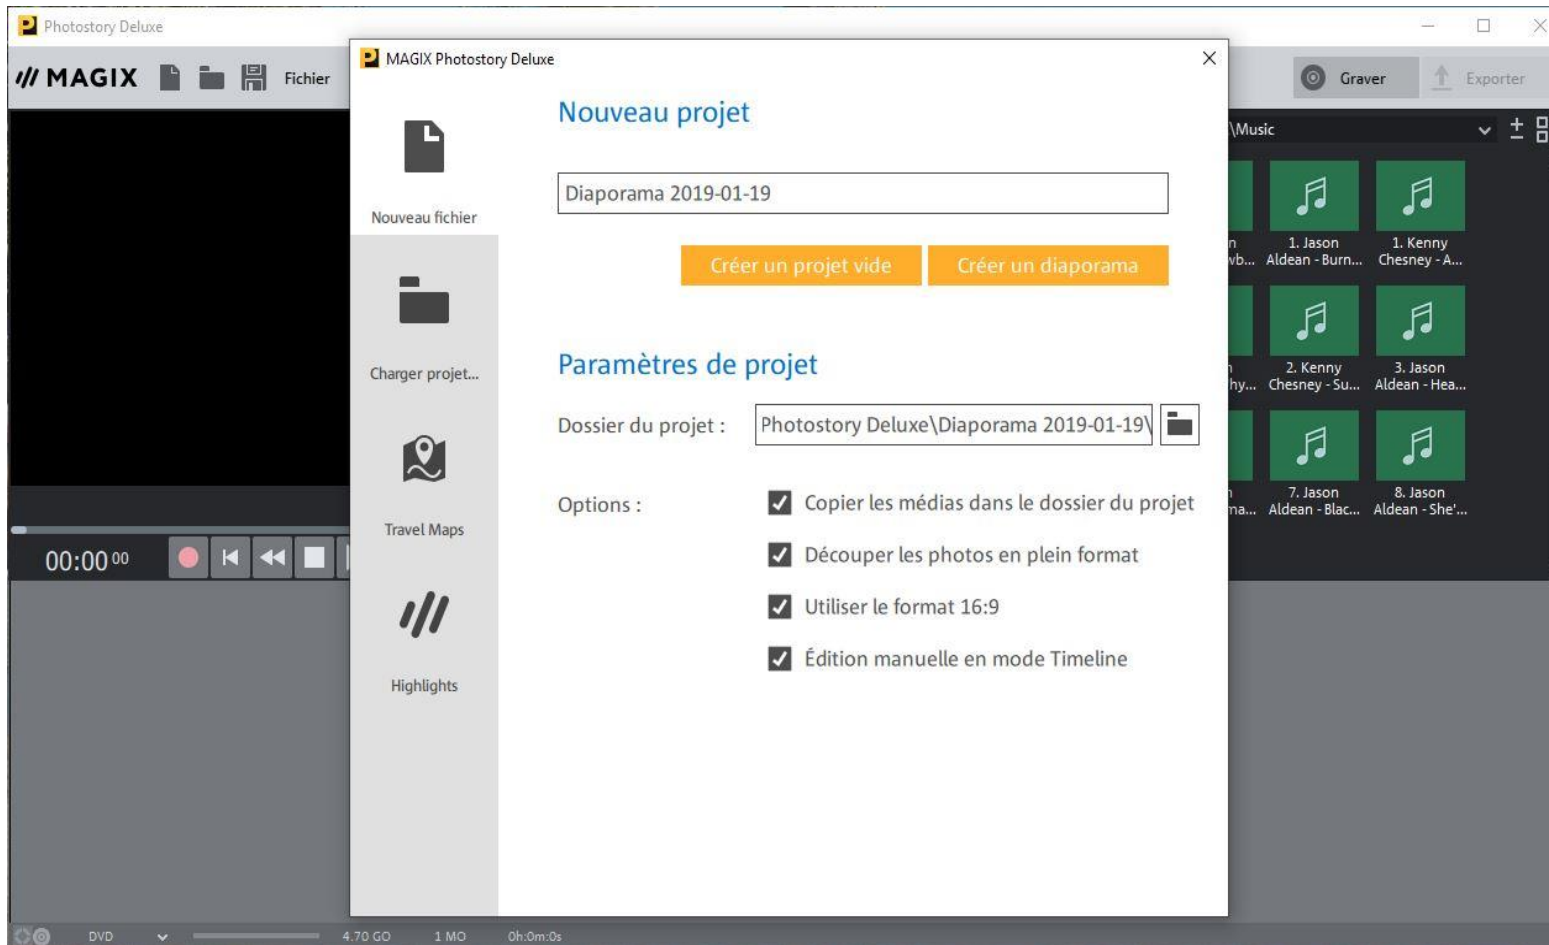 Photostory Deluxe
MAGIX
Fichier
Graver
Exporter
MAGIX Photostory Deluxe
Nouveau fichier
Charger projet...
Travel Maps
Highlights
Nouveau projet
Diaporama 2019-01-19
Créer un projet vide
Créer un diaporama
Paramètres de projet
Dossier du projet :
Photostory Deluxe\Diaporama 2019-01-19\
Options :
Copier les médias dans le dossier du projet
Découper les photos en plein format
Utiliser le format 16:9
Édition manuelle en mode Timeline
\Music
1. Jason
Aldean - Burn...
1. Kenny
Chesney - A...
2. Kenny
Chesney - Su...
3. Jason
Aldean - Hea...
7. Jason
Aldean - Blac...
8. Jason
Aldean - She'...
00:00 00
DVD
4.70 GO
1 MO
0h:0m:0s